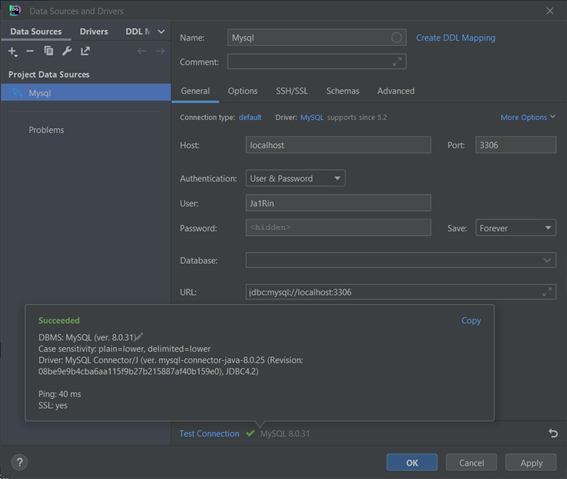 Data Sources and Drivers
Data Sources Drivers DDL M
Project Data Sources
Mysql
Problems
Name: Mysql Create DDL Mapping
Comment:
General Options SSH/SSL Schemas Advanced
Connection type: default Driver: MySQL supports since 5.2 More Options
Host: localhost Port: 3306
Authentication: User & Password
User: Ja1Rin
Password: <hidden> Save: Forever
Database:
URL: jdbc:mysql://localhost:3306
Succeeded Copy
DBMS: MySQL (ver. 8.0.31)
Case sensitivity: plain=lower, delimited=lower
Driver: MySQL Connector/J (ver. mysql-connector-java-8.0.25 (Revision:
08be9e9b4cba6aa115f9b27b215887af40b159e0), JDBC4.2)
Ping: 40 ms
SSL: yes
Test Connection MySQL 8.0.31
? OK Cancel Apply